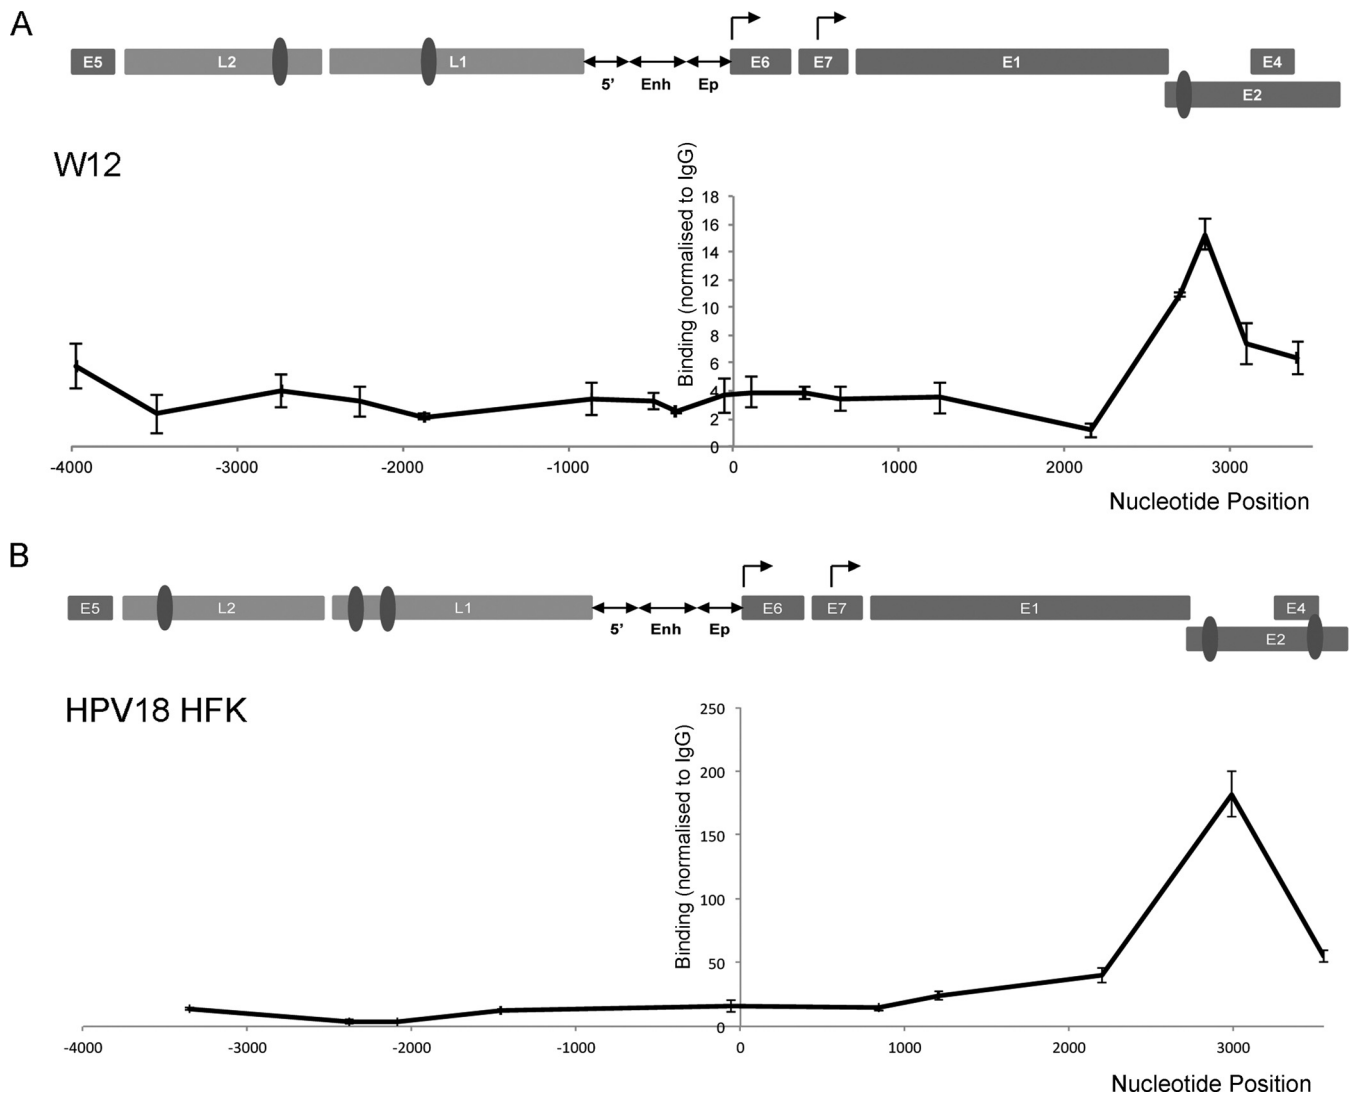 A
E5 L2 L1 5' Enh Ep E6 E7 E1 E4
E2
W12
Binding (normalised to IgG)
18
16
14
12
10
8
6
4
2
0
-4000 -3000 -2000 -1000 0 1000 2000 3000
Nucleotide Position
B
E5 L2 L1 5' Enh Ep E6 E7 E1 E4
E2
HPV18 HFK
Binding (normalised to IgG)
250
200
150
100
50
0
-4000 -3000 -2000 -1000 0 1000 2000 3000
Nucleotide Position